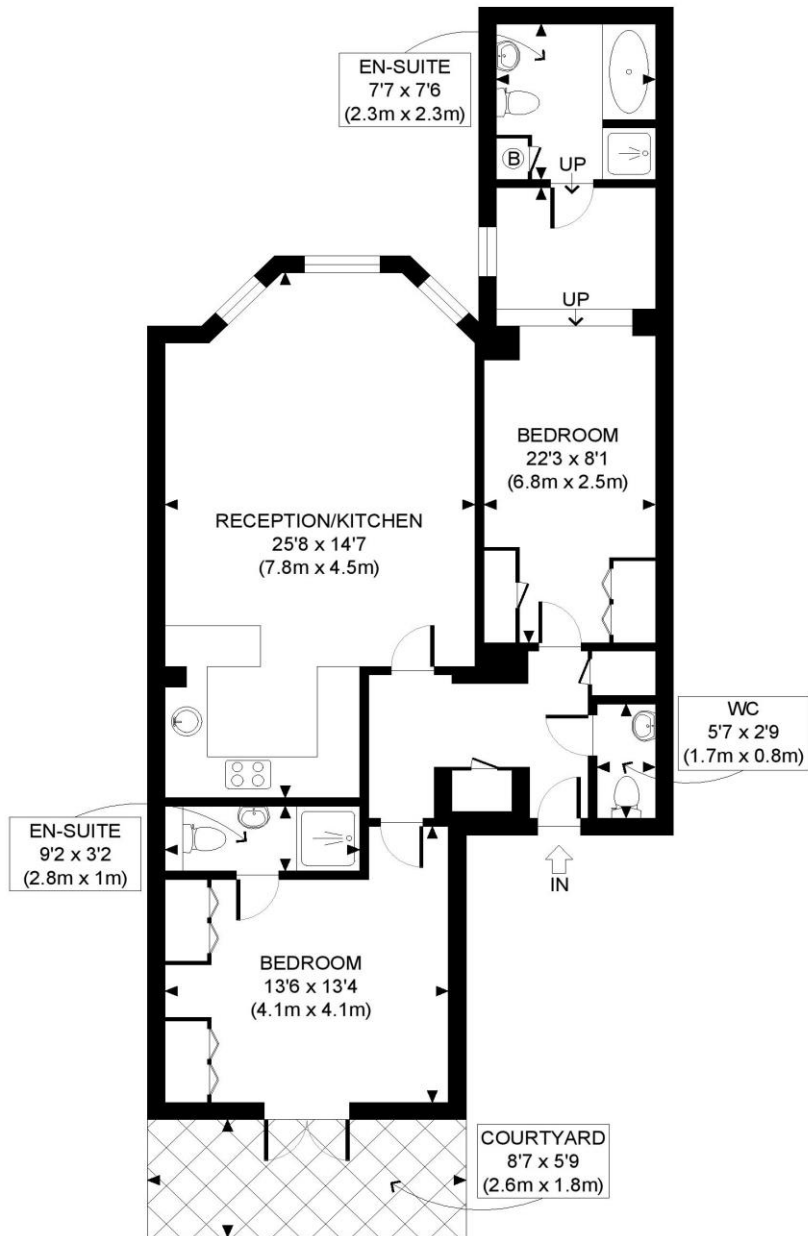 EN-SUITE
7'7 x 7'6
(2.3m x 2.3m)
B
UP
UP
BEDROOM
22'3 x 8'1
(6.8m x 2.5m)
RECEPTION/KITCHEN
25'8 x 14'7
(7.8m x 4.5m)
WC
5'7 x 2'9
(1.7m x 0.8m)
EN-SUITE
9'2 x 3'2
(2.8m x 1m)
IN
BEDROOM
13'6 x 13'4
(4.1m x 4.1m)
COURTYARD
8'7 x 5'9
(2.6m x 1.8m)